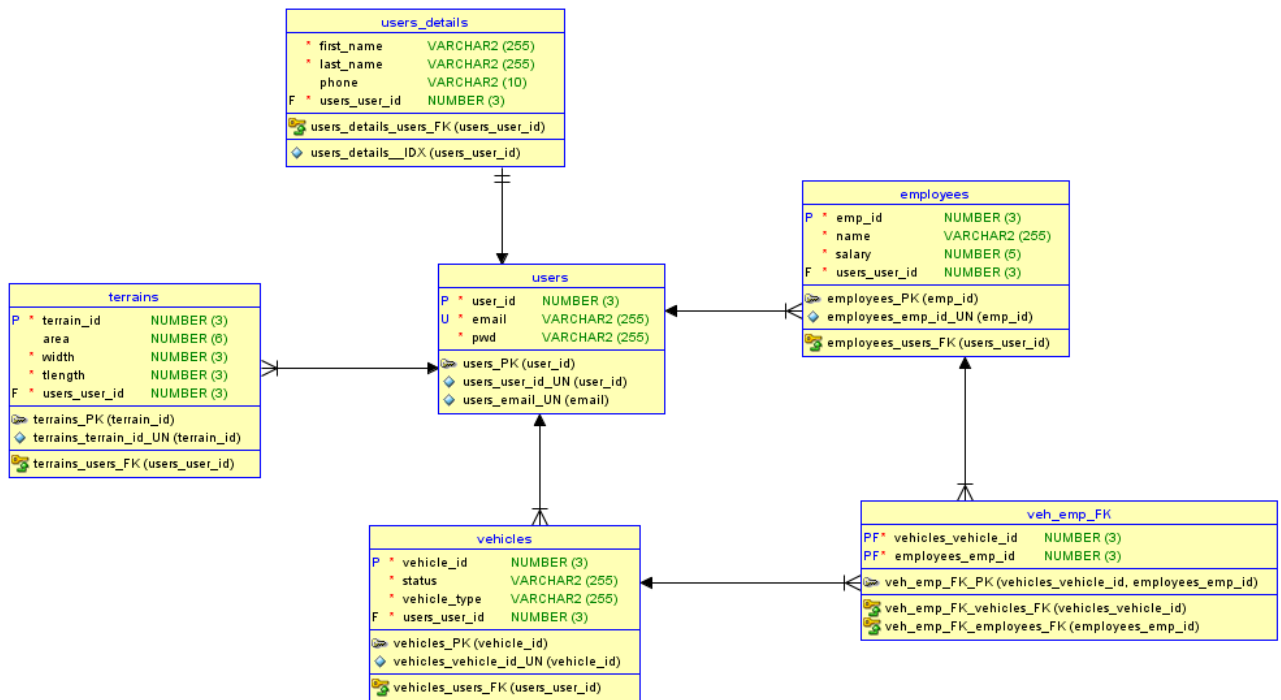 users_details
* first_name VARCHAR2 (255)
* last_name VARCHAR2 (255)
phone VARCHAR2 (10)
F * users_user_id NUMBER (3)
users_details_users_FK (users_user_id)
users_details__IDX (users_user_id)
employees
P * emp_id NUMBER (3)
* name VARCHAR2 (255)
* salary NUMBER (5)
F * users_user_id NUMBER (3)
employees_PK (emp_id)
employees_emp_id_UN (emp_id)
employees_users_FK (users_user_id)
users
P * user_id NUMBER (3)
U * email VARCHAR2 (255)
* pwd VARCHAR2 (255)
users_PK (user_id)
users_user_id_UN (user_id)
users_email_UN (email)
terrains
P * terrain_id NUMBER (3)
area NUMBER (6)
* width NUMBER (3)
* tlength NUMBER (3)
F * users_user_id NUMBER (3)
terrains_PK (terrain_id)
terrains_terrain_id_UN (terrain_id)
terrains_users_FK (users_user_id)
vehicles
P * vehicle_id NUMBER (3)
* status VARCHAR2 (255)
* vehicle_type VARCHAR2 (255)
F * users_user_id NUMBER (3)
vehicles_PK (vehicle_id)
vehicles_vehicle_id_UN (vehicle_id)
vehicles_users_FK (users_user_id)
veh_emp_FK
PF* vehicles_vehicle_id NUMBER (3)
PF* employees_emp_id NUMBER (3)
veh_emp_FK_PK (vehicles_vehicle_id, employees_emp_id)
veh_emp_FK_vehicles_FK (vehicles_vehicle_id)
veh_emp_FK_employees_FK (employees_emp_id)